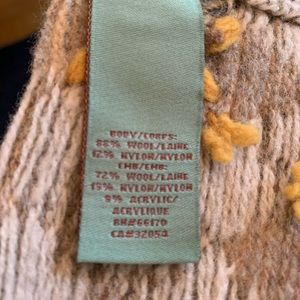 BODY/CORPS:
88% WOOL/LAINE
12% NYLON/NYLON
EMB/EMB:
72% WOOL/LAINE
19% NYLON/NYLON
9% ACRYLIC/
ACRYLIQUE
RN#66170
CA#32054